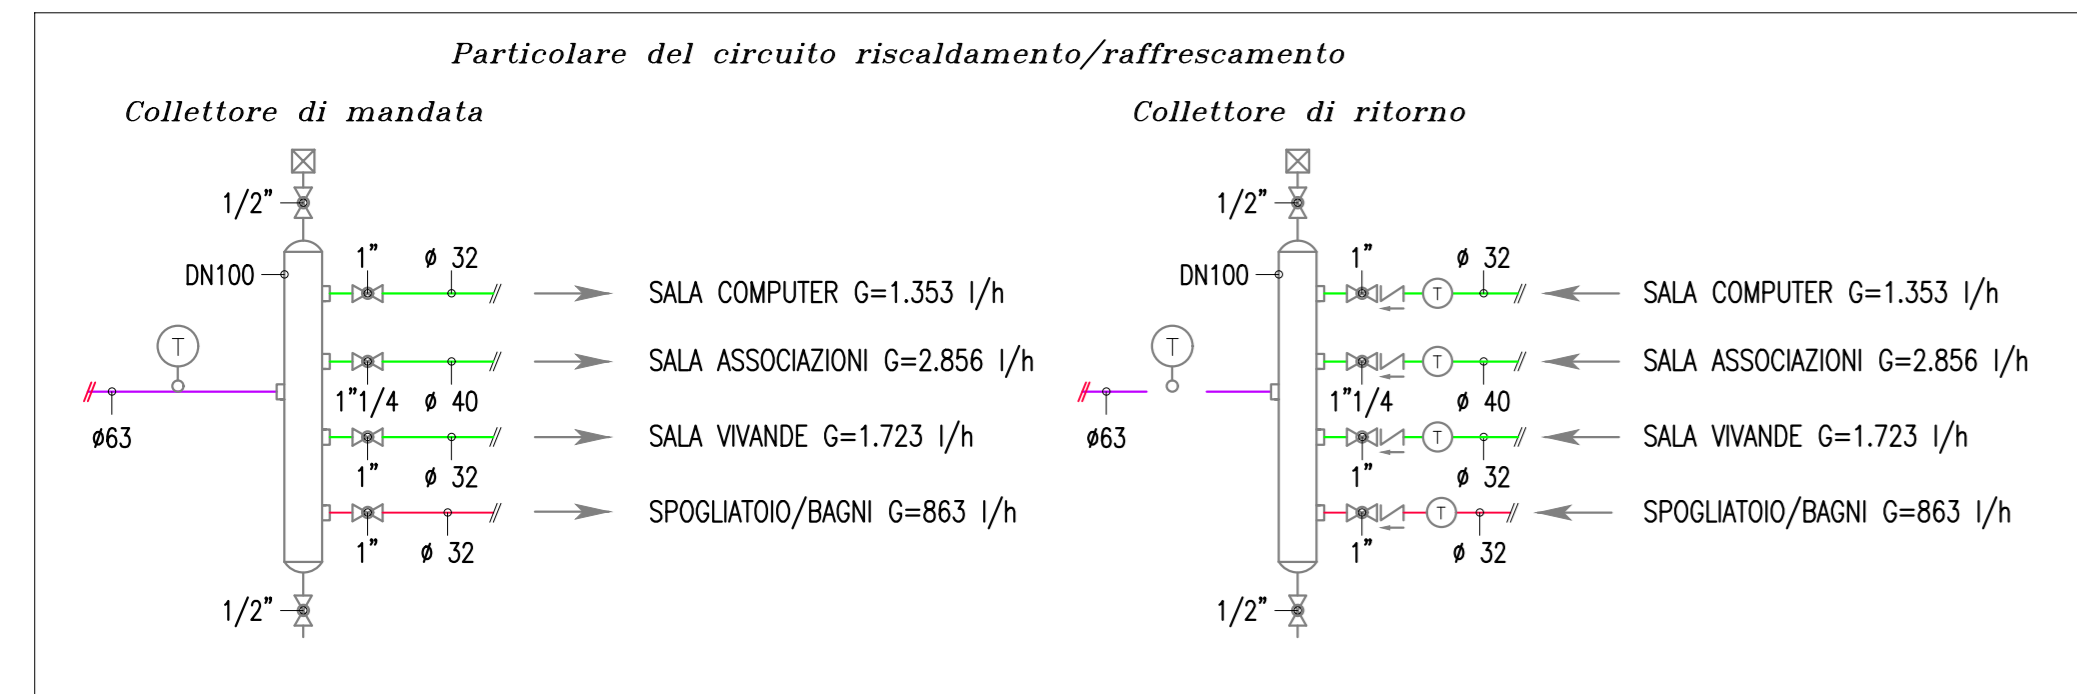 Particolare del circuito riscaldamento/raffrescamento
Collettore di mandata
1/2"
DN100
1" ø 32
SALA COMPUTER G=1.353 l/h
T
SALA ASSOCIAZIONI G=2.856 l/h
1"1/4 ø 40
ø63
SALA VIVANDE G=1.723 l/h
1" ø 32
SPOGLIATOIO/BAGNI G=863 l/h
1" ø 32
1/2"
Collettore di ritorno
1/2"
DN100
1" ø 32
T SALA COMPUTER G=1.353 l/h
T
T SALA ASSOCIAZIONI G=2.856 l/h
1"1/4 ø 40
ø63
T SALA VIVANDE G=1.723 l/h
1" ø 32
T SPOGLIATOIO/BAGNI G=863 l/h
1" ø 32
1/2"